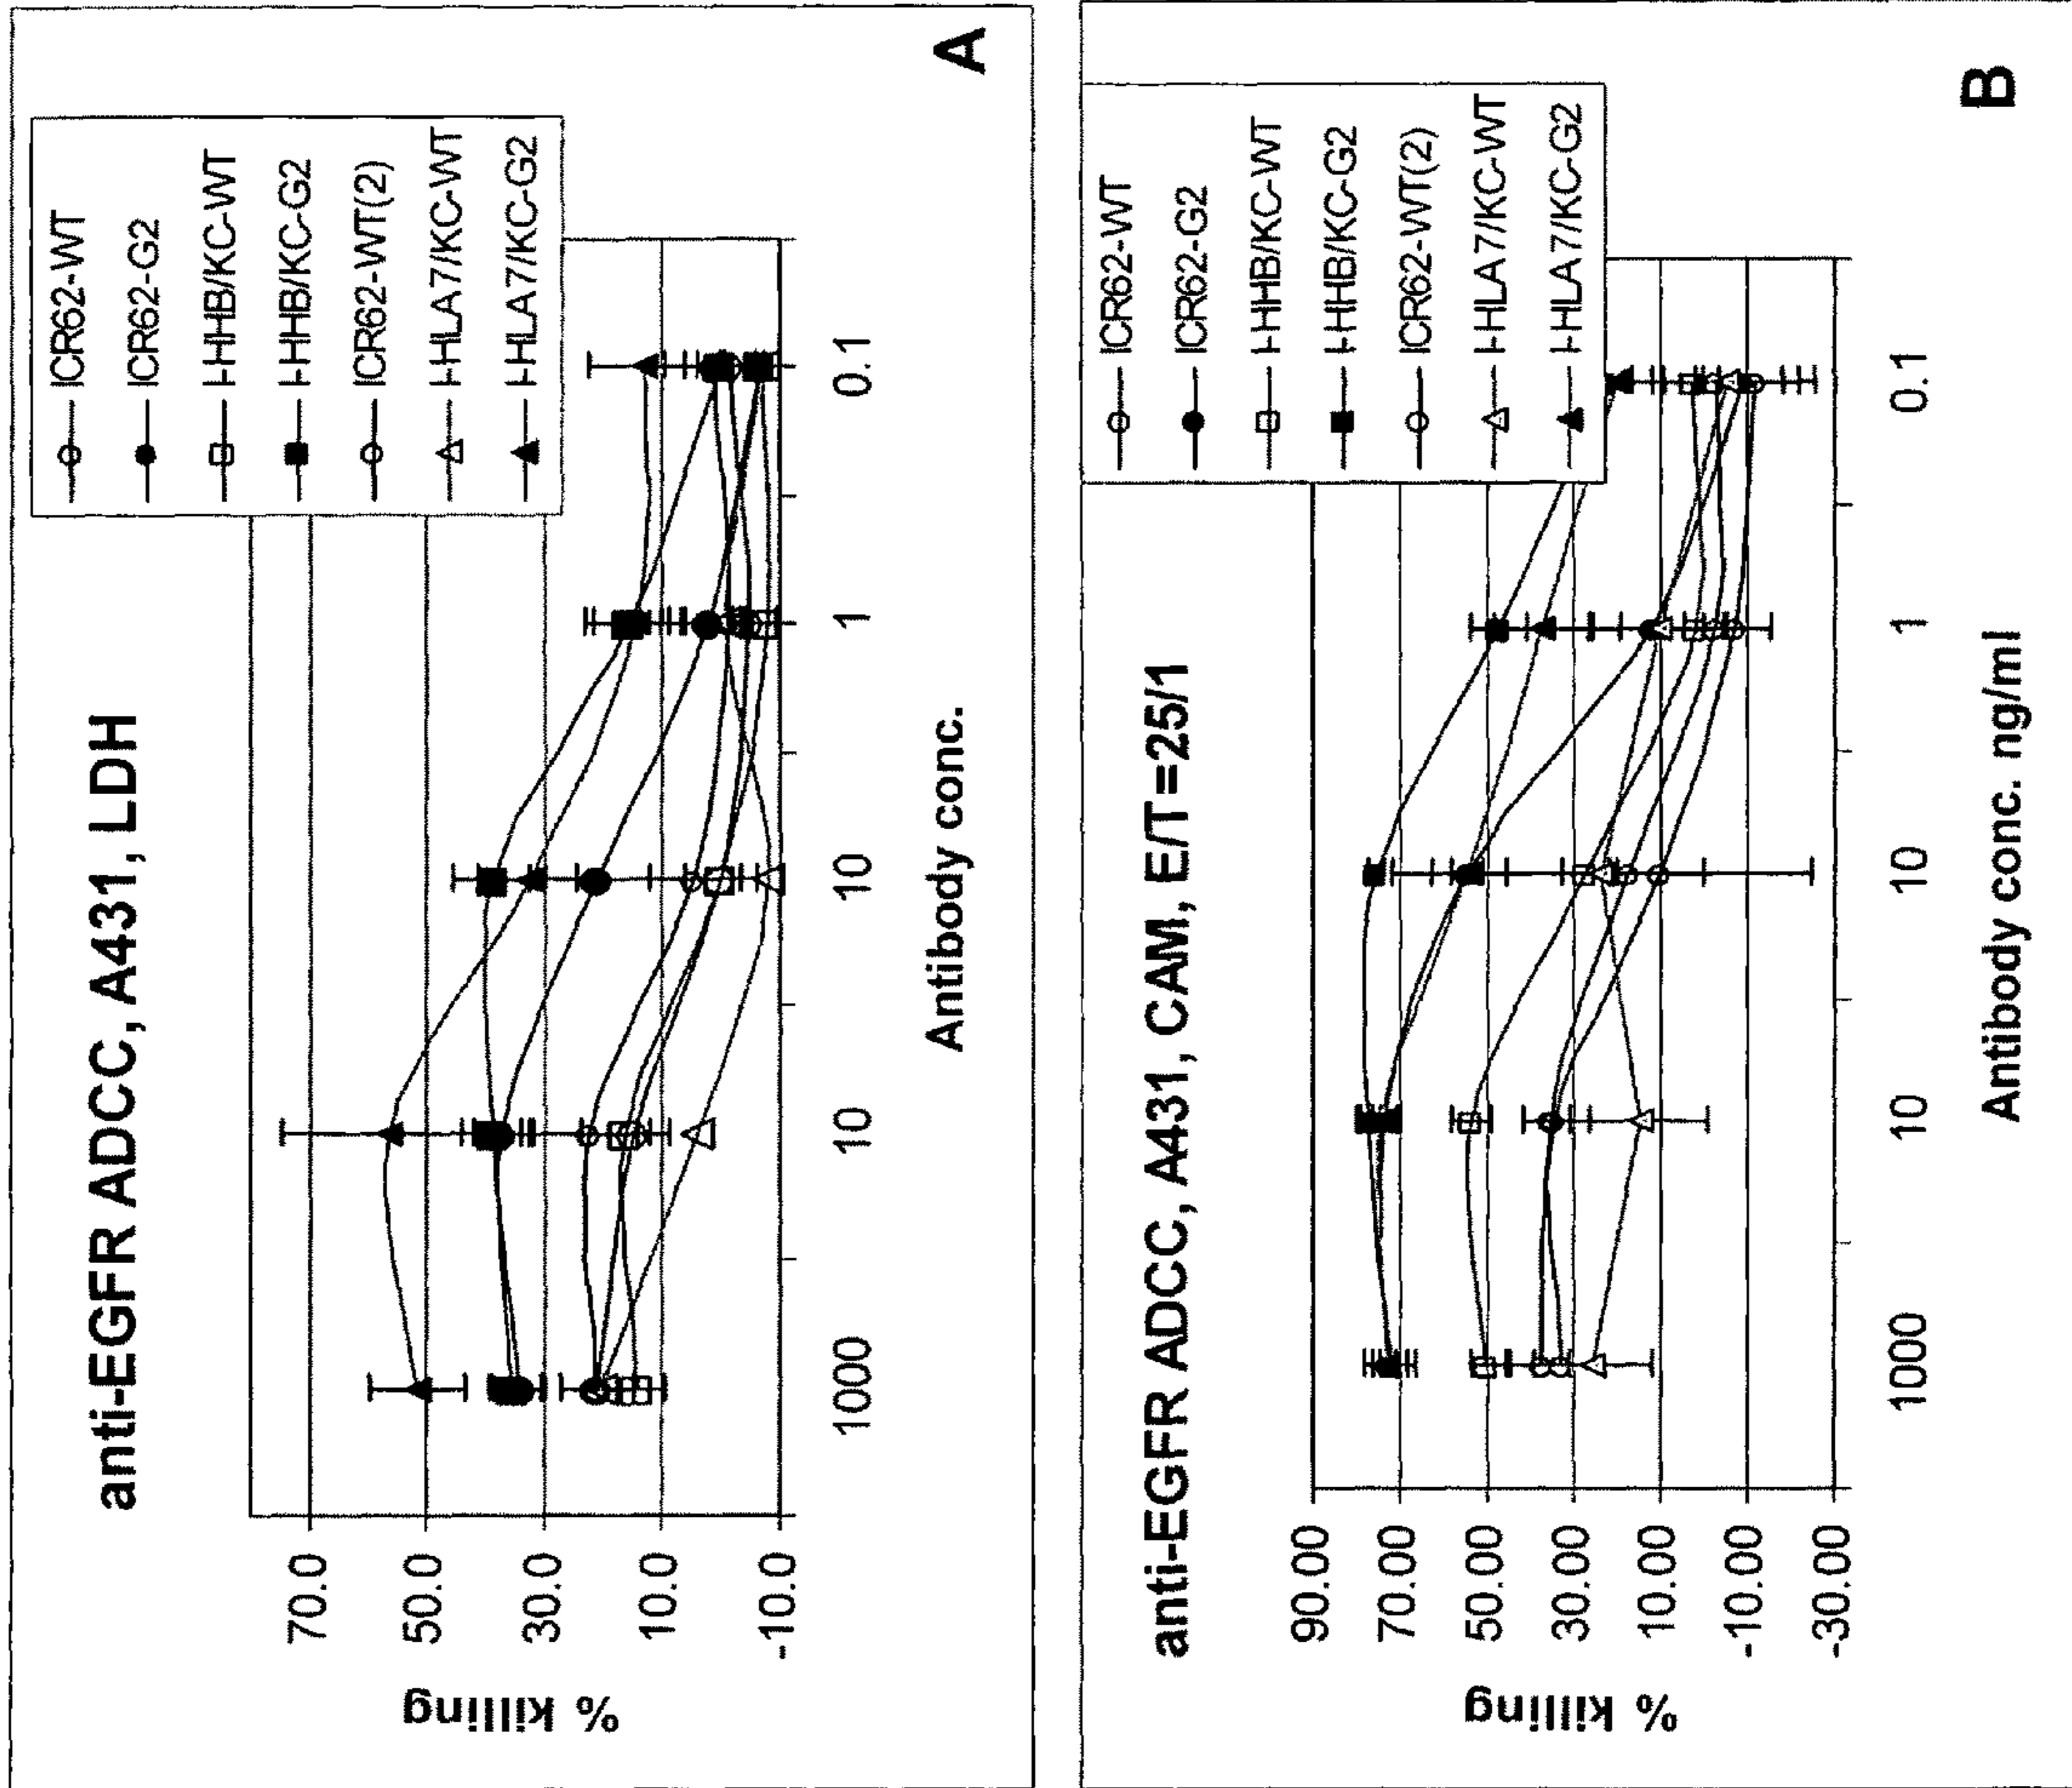 anti-EGFR ADCC, A431, LDH
ICR62-WT
ICR62-G2
I-HHB/KC-WT
I-HHB/KC-G2
ICR62-WT(2)
I-HLA7/KC-WT
I-HLA7/KC-G2
% killing
70.0
50.0
30.0
10.0
-10.0
1000
10
10
1
0.1
Antibody conc.
A
anti-EGFR ADCC, A431, CAM, E/T=25/1
ICR62-WT
ICR62-G2
I-HHB/KC-WT
I-HHB/KC-G2
ICR62-WT(2)
I-HLA7/KC-WT
I-HLA7/KC-G2
% killing
90.00
70.00
50.00
30.00
10.00
-10.00
-30.00
1000
10
10
1
0.1
Antibody conc. ng/ml
B